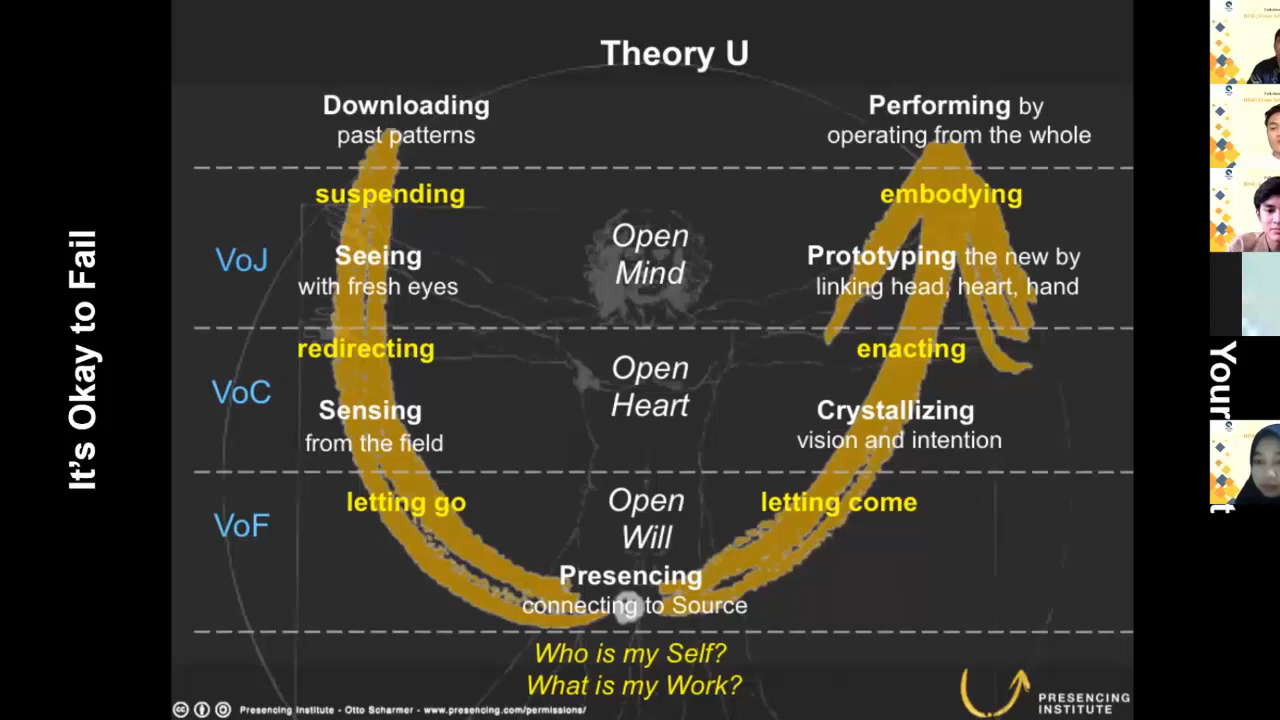 Theory U
Downloading
past patterns
Performing by
operating from the whole
suspending
embodying
VoJ
Seeing
with fresh eyes
Open
Mind
Prototyping the new by
linking head, heart, hand
redirecting
enacting
VoC
Sensing
from the field
Open
Heart
Crystallizing
vision and intention
letting go
letting come
VoF
Open
Will
Presencing
connecting to Source
Who is my Self?
What is my Work?
Presencing Institute - Otto Scharmer - www.presencing.com/permissions/
PRESENCING
INSTITUTE
It's Okay to Fail